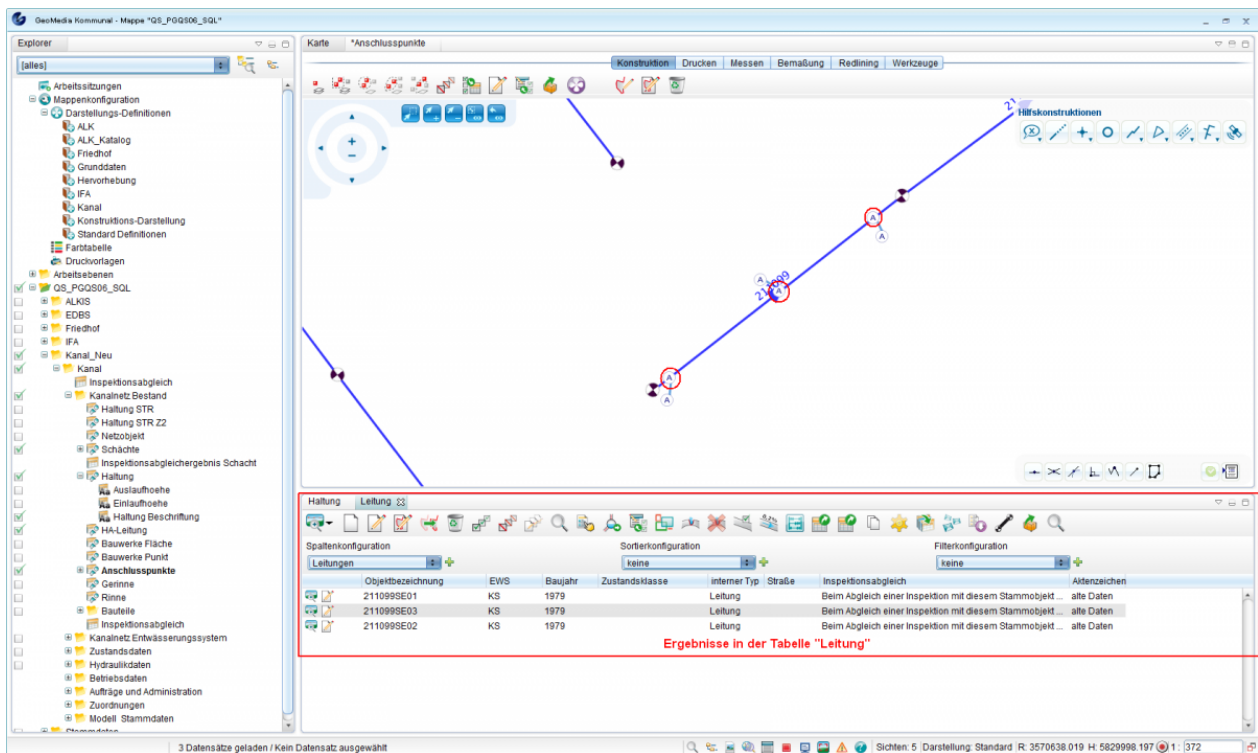 GeoMedia Kommunal - Mappe "QS_PGQS06_SQL"
Explorer
[alles]
Arbeitssitzungen
Mappenkonfiguration
Darstellungs-Definitionen
ALK
ALK_Katalog
Friedhof
Grunddaten
Hervorhebung
IFA
Kanal
Konstruktions-Darstellung
Standard Definitionen
Farbtabelle
Druckvorlagen
Arbeitsebenen
QS_PGQS06_SQL
ALKIS
EDBS
Friedhof
IFA
Kanal_Neu
Kanal
Inspektionsabgleich
Kanalnetz Bestand
Haltung STR
Haltung STR Z2
Netzobjekt
Schächte
Inspektionsabgleichergebnis Schacht
Haltung
Auslaufhoehe
Einlaufhoehe
Haltung Beschriftung
HA-Leitung
Bauwerke Fläche
Bauwerke Punkt
Anschlusspunkte
Gerinne
Rinne
Bauteile
Inspektionsabgleich
Kanalnetz Entwässerungssystem
Zustandsdaten
Hydraulikdaten
Betriebsdaten
Aufträge und Administration
Zuordnungen
Modell Stammdaten
Stammdaten
Karte *Anschlusspunkte
Konstruktion Drucken Messen Bemaßung Redlining Werkzeuge
Hilfskonstruktionen
21
A
A
A
211099
A
A
A
Haltung Leitung
Spaltenkonfiguration Sortierkonfiguration Filterkonfiguration
Leitungen keine keine
Objektbezeichnung EWS Baujahr Zustandsklasse interner Typ Straße Inspektionsabgleich Aktenzeichen
211099SE01 KS 1979 Leitung Beim Abgleich einer Inspektion mit diesem Stammobjekt ... alte Daten
211099SE03 KS 1979 Leitung Beim Abgleich einer Inspektion mit diesem Stammobjekt ... alte Daten
211099SE02 KS 1979 Leitung Beim Abgleich einer Inspektion mit diesem Stammobjekt ... alte Daten
Ergebnisse in der Tabelle "Leitung"
3 Datensätze geladen / Kein Datensatz ausgewählt
Sichten: 5 Darstellung: Standard R: 3570638.019 H: 5829998.197 1: 372